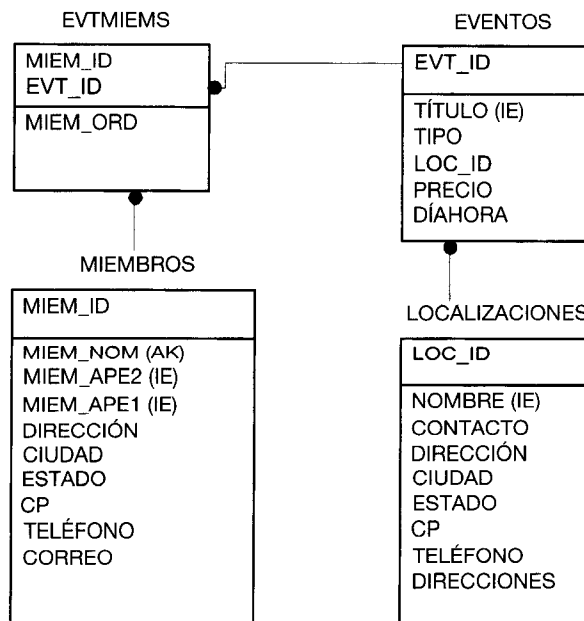 EVTMIEMS
MIEM_ID
EVT_ID
MIEM_ORD
EVENTOS
EVT_ID
TÍTULO (IE)
TIPO
LOC_ID
PRECIO
DÍAHORA
MIEMBROS
MIEM_ID
MIEM_NOM (AK)
MIEM_APE2 (IE)
MIEM_APE1 (IE)
DIRECCIÓN
CIUDAD
ESTADO
CP
TELÉFONO
CORREO
LOCALIZACIONES
LOC_ID
NOMBRE (IE)
CONTACTO
DIRECCIÓN
CIUDAD
ESTADO
CP
TELÉFONO
DIRECCIONES